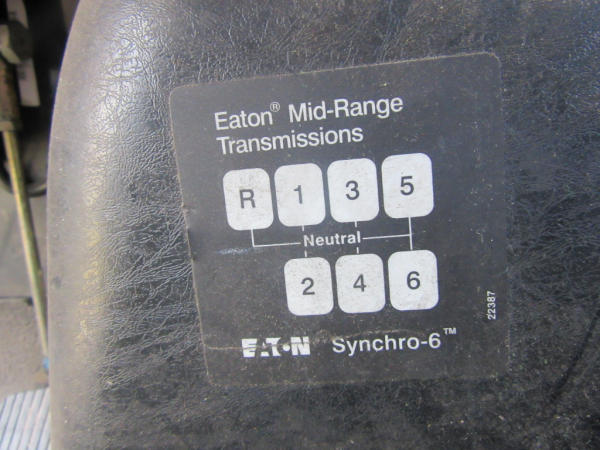 Eaton® Mid-Range
Transmissions
R 1 3 5
Neutral
2 4 6
EATON Synchro-6™
22387